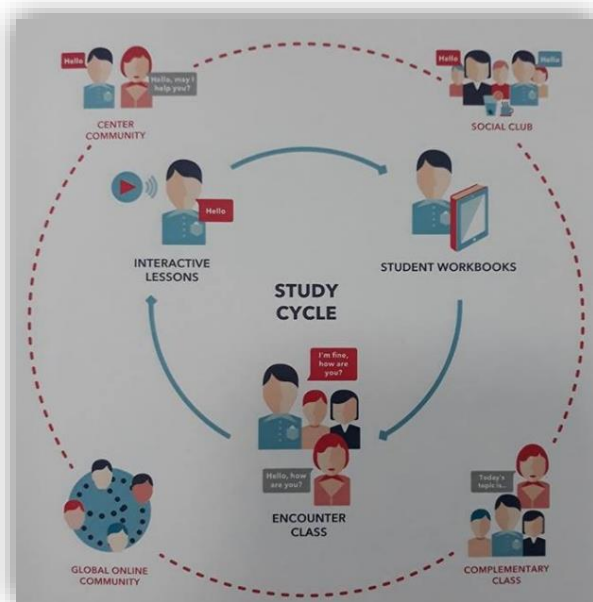 Hello
Hello, may I
help you?
CENTER
COMMUNITY
Hello
Hello
SOCIAL CLUB
Hello
INTERACTIVE
LESSONS
STUDENT WORKBOOKS
STUDY
CYCLE
I'm fine,
how are
you?
Hello, how
are you?
ENCOUNTER
CLASS
GLOBAL ONLINE
COMMUNITY
Today's
topic is...
COMPLEMENTARY
CLASS